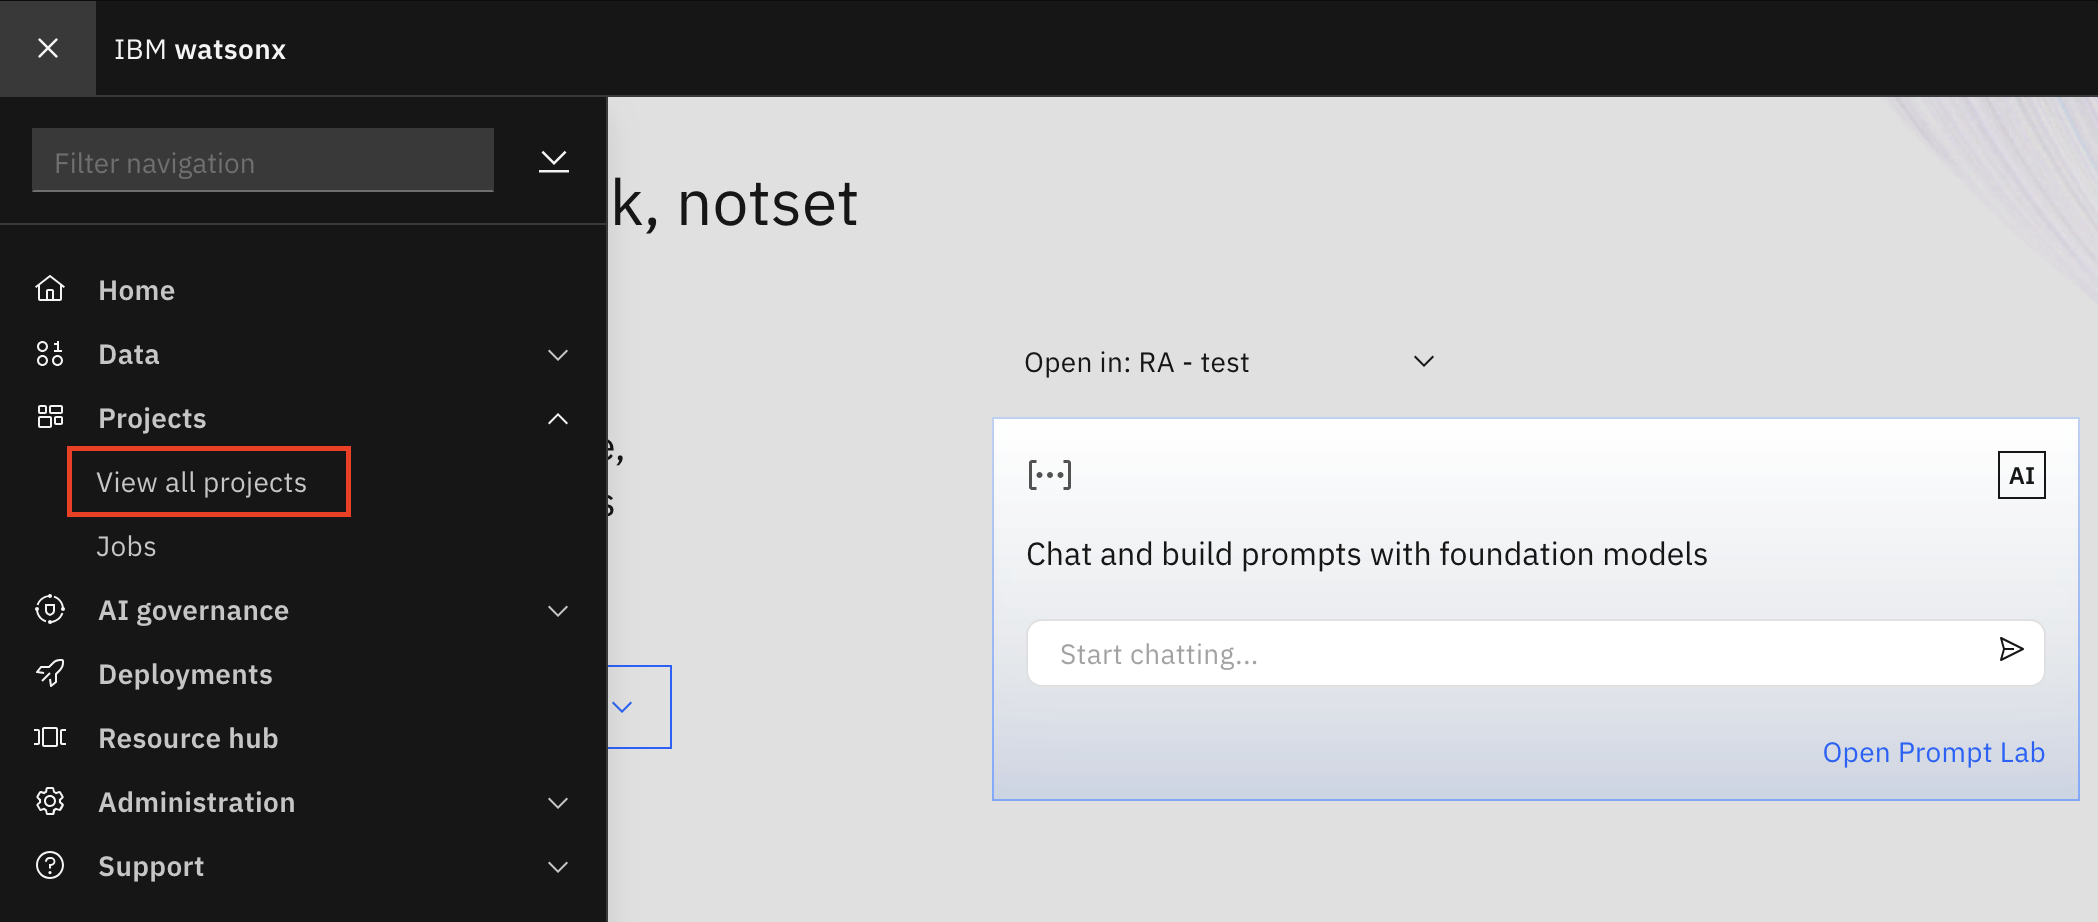 IBM watsonx
Filter navigation
Home
Data
Projects
View all projects
Jobs
AI governance
Deployments
Resource hub
Administration
Support
k, notset
e,
s
Open in: RA - test
AI
Chat and build prompts with foundation models
Start chatting...
Open Prompt Lab